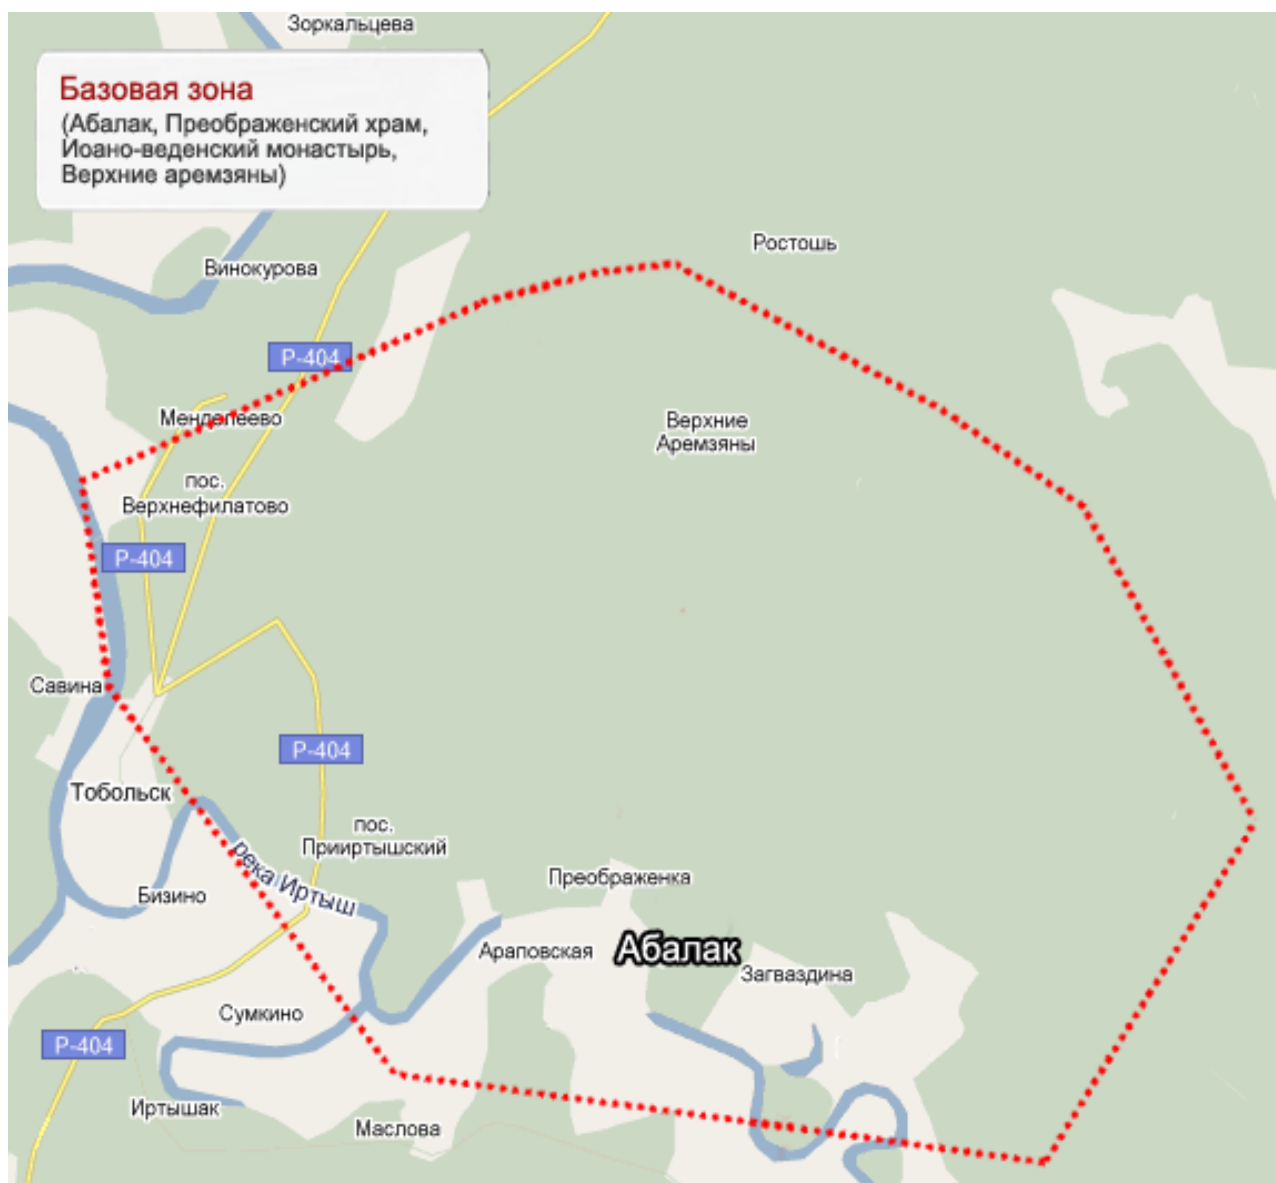 Зоркальцева
Базовая зона
(Абалак, Преображенский храм,
Иоано-веденский монастырь,
Верхние аремзяны)
Ростошь
Винокурова
Р-404
Менделеево
Верхние
Аремзяны
пос.
Верхнефилатово
Р-404
Савина
Р-404
Тобольск
пос.
Прииртышский
река Иртыш
Преображенка
Бизино
Араповская
Абалак
Загваздина
Сумкино
Р-404
Иртышак
Маслова